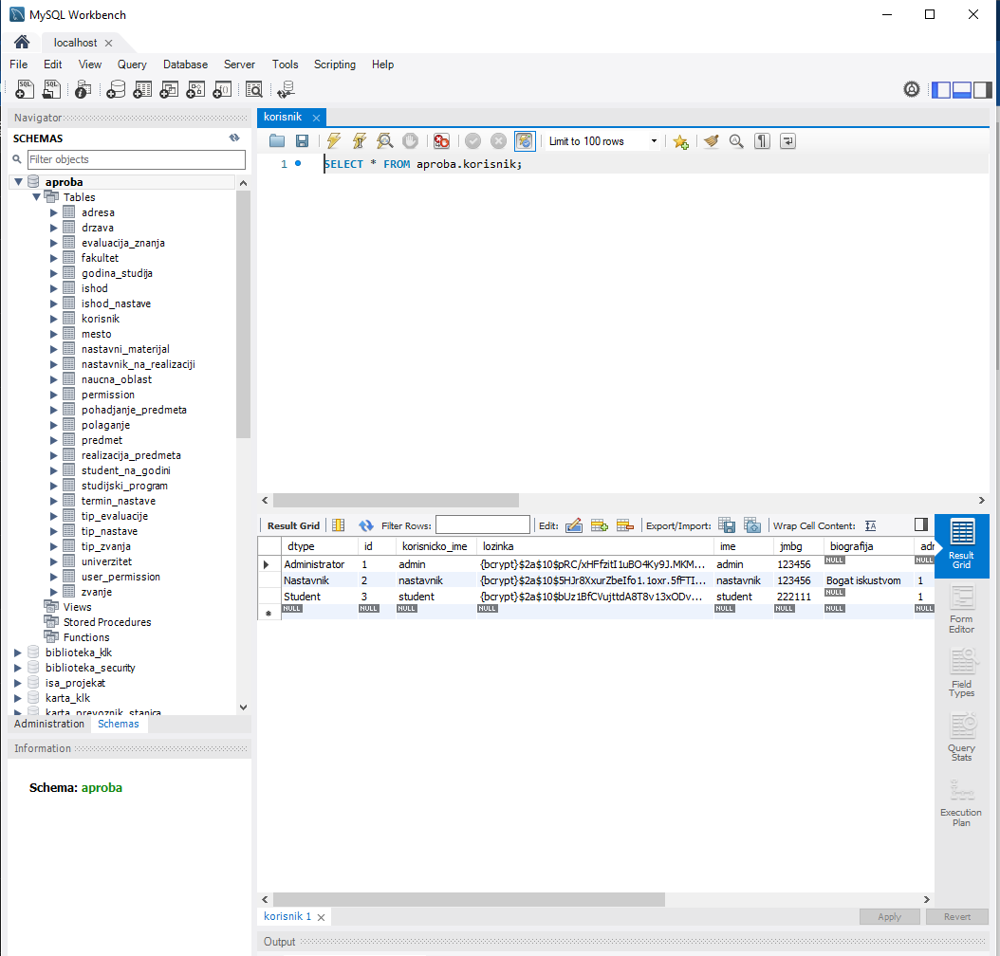 MySQL Workbench
localhost
File Edit View Query Database Server Tools Scripting Help
Navigator
SCHEMAS
Filter objects
aproba
Tables
adresa
drzava
evaluacija_znanja
fakultet
godina_studija
ishod
ishod_nastave
korisnik
mesto
nastavni_materijal
nastavnik_na_realizaciji
naucna_oblast
permission
pohadjanje_predmeta
polaganje
predmet
realizacija_predmeta
student_na_godini
studijski_program
termin_nastave
tip_evaluacije
tip_nastave
tip_zvanja
univerzitet
user_permission
zvanje
Views
Stored Procedures
Functions
biblioteka_klk
biblioteka_security
isa_projekat
karta_klk
karta_prevoznik_stanica
Administration Schemas
Information
Schema: aproba
korisnik
Limit to 100 rows
1 SELECT * FROM aproba.korisnik;
Result Grid Filter Rows: Edit: Export/Import: Wrap Cell Content:
dtype id korisnicko_ime lozinka ime jmbg biografija adr
Administrator 1 admin {bcrypt}$2a$10$pRC/xHFfzitI1uBO4Ky9J.MKM... admin 123456 NULL
Nastavnik 2 nastavnik {bcrypt}$2a$10$5HJr8XxurZbeIfo1.1oxr.5fFTI... nastavnik 123456 Bogat iskustvom 1
Student 3 student {bcrypt}$2a$10$bUz1BfCVujttdA8T8v13xODv... student 222111 NULL 1
NULL NULL NULL NULL NULL NULL NULL NULL
Result Grid
Form Editor
Field Types
Query Stats
Execution Plan
korisnik 1
Apply Revert
Output